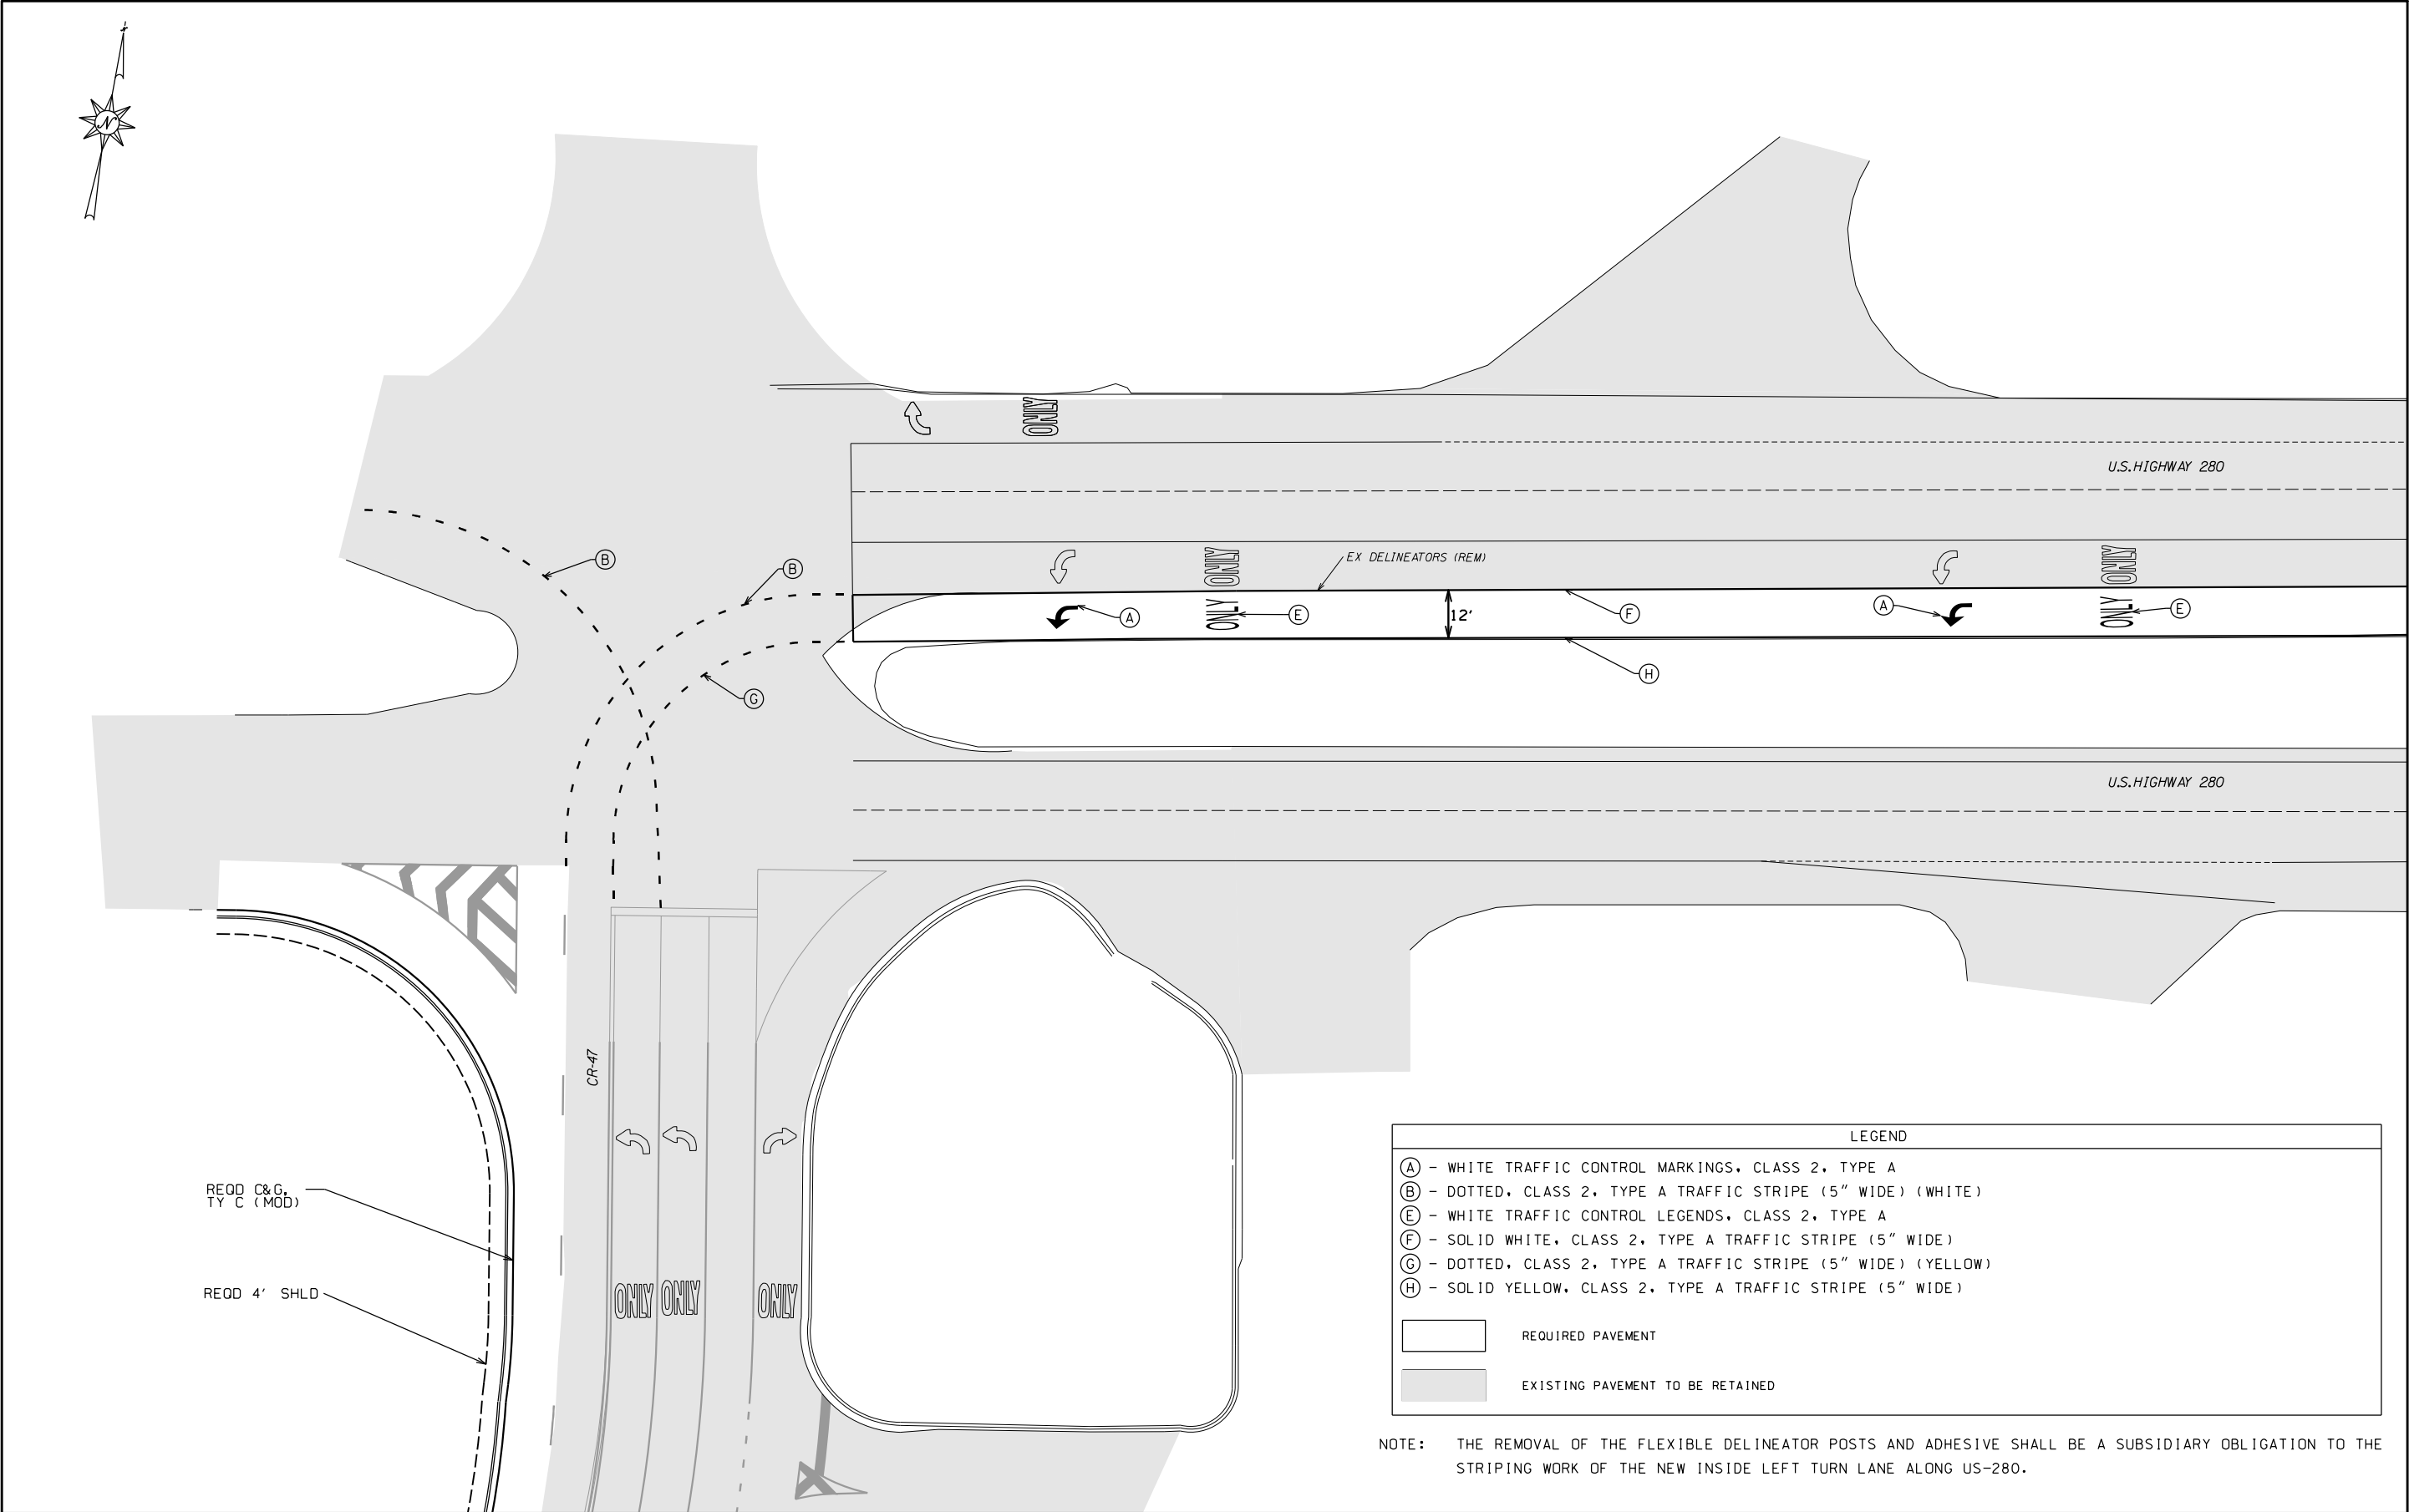 N
ONLY
U.S.HIGHWAY 280
EX DELINEATORS (REM)
ONLY
ONLY
B
B
A
ONLY
E
12'
F
A
ONLY
E
G
H
U.S.HIGHWAY 280
CR-47
REQD C&G,
TY C (MOD)
REQD 4' SHLD
ONLY ONLY ONLY
LEGEND
A - WHITE TRAFFIC CONTROL MARKINGS, CLASS 2, TYPE A
B - DOTTED, CLASS 2, TYPE A TRAFFIC STRIPE (5" WIDE) (WHITE)
E - WHITE TRAFFIC CONTROL LEGENDS, CLASS 2, TYPE A
F - SOLID WHITE, CLASS 2, TYPE A TRAFFIC STRIPE (5" WIDE)
G - DOTTED, CLASS 2, TYPE A TRAFFIC STRIPE (5" WIDE) (YELLOW)
H - SOLID YELLOW, CLASS 2, TYPE A TRAFFIC STRIPE (5" WIDE)
REQUIRED PAVEMENT
EXISTING PAVEMENT TO BE RETAINED
NOTE: THE REMOVAL OF THE FLEXIBLE DELINEATOR POSTS AND ADHESIVE SHALL BE A SUBSIDIARY OBLIGATION TO THE
STRIPING WORK OF THE NEW INSIDE LEFT TURN LANE ALONG US-280.